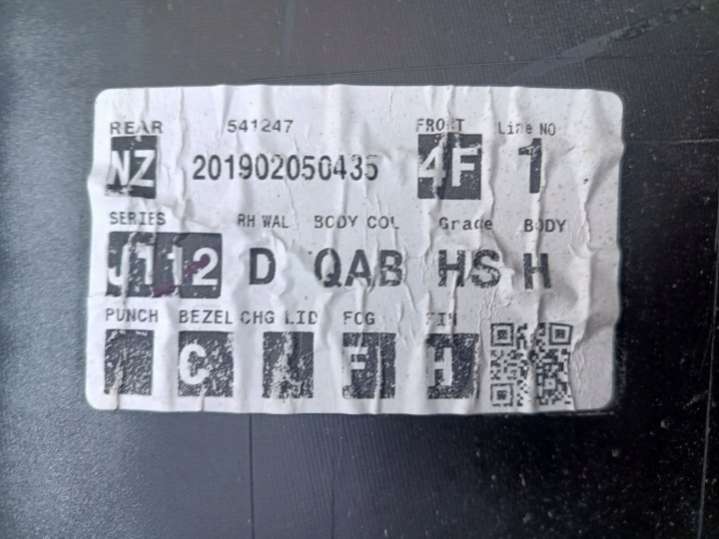 REAR 541247 FRONT Line NO
NZ 201902050435 4F 1
SERIES RH WAL BODY COL Grade BODY
J112 D QAB HS H
PUNCH BEZEL CHG LID FOG FIN
C F H